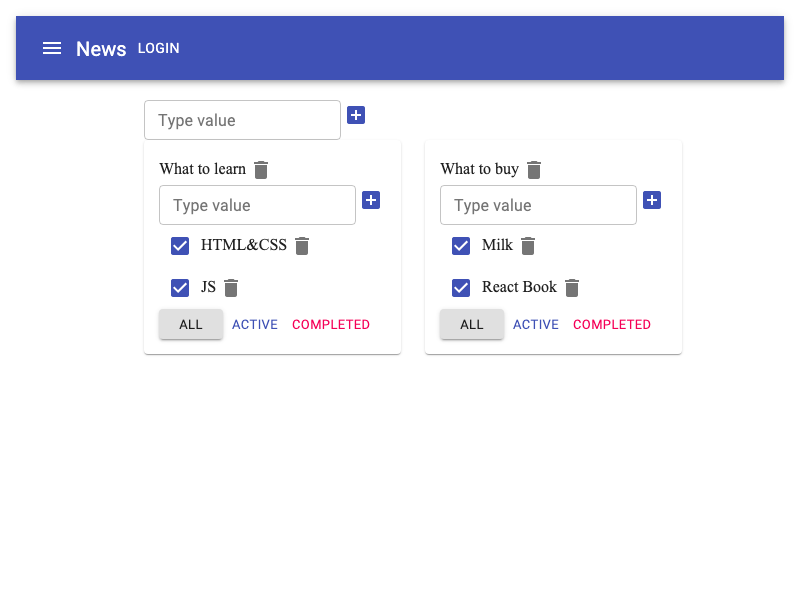 News LOGIN
Type value
What to learn
Type value
HTML&CSS
JS
ALL ACTIVE COMPLETED
What to buy
Type value
Milk
React Book
ALL ACTIVE COMPLETED